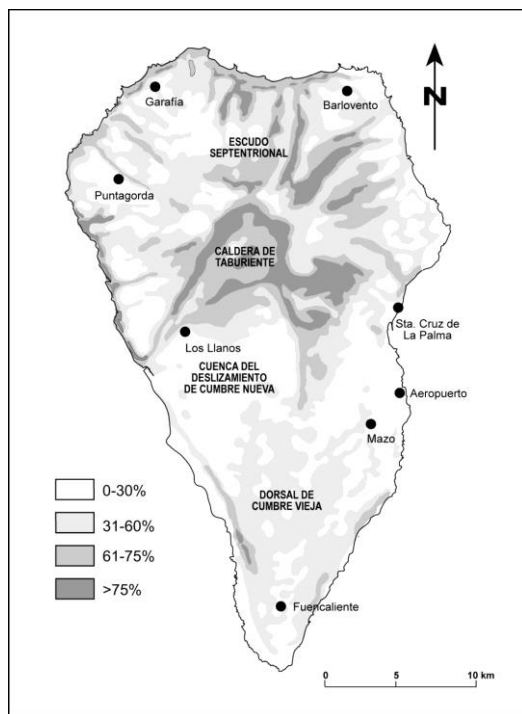 Garafía
Barlovento
N
ESCUDO
SEPTENTRIONAL
Puntagorda
CALDERA DE
TABURIENTE
Sta. Cruz de
La Palma
Los Llanos
CUENCA DEL
DESLIZAMIENTO
DE CUMBRE NUEVA
Aeropuerto
Mazo
0-30%
31-60%
61-75%
>75%
DORSAL DE
CUMBRE VIEJA
Fuencaliente
0 5 10 km